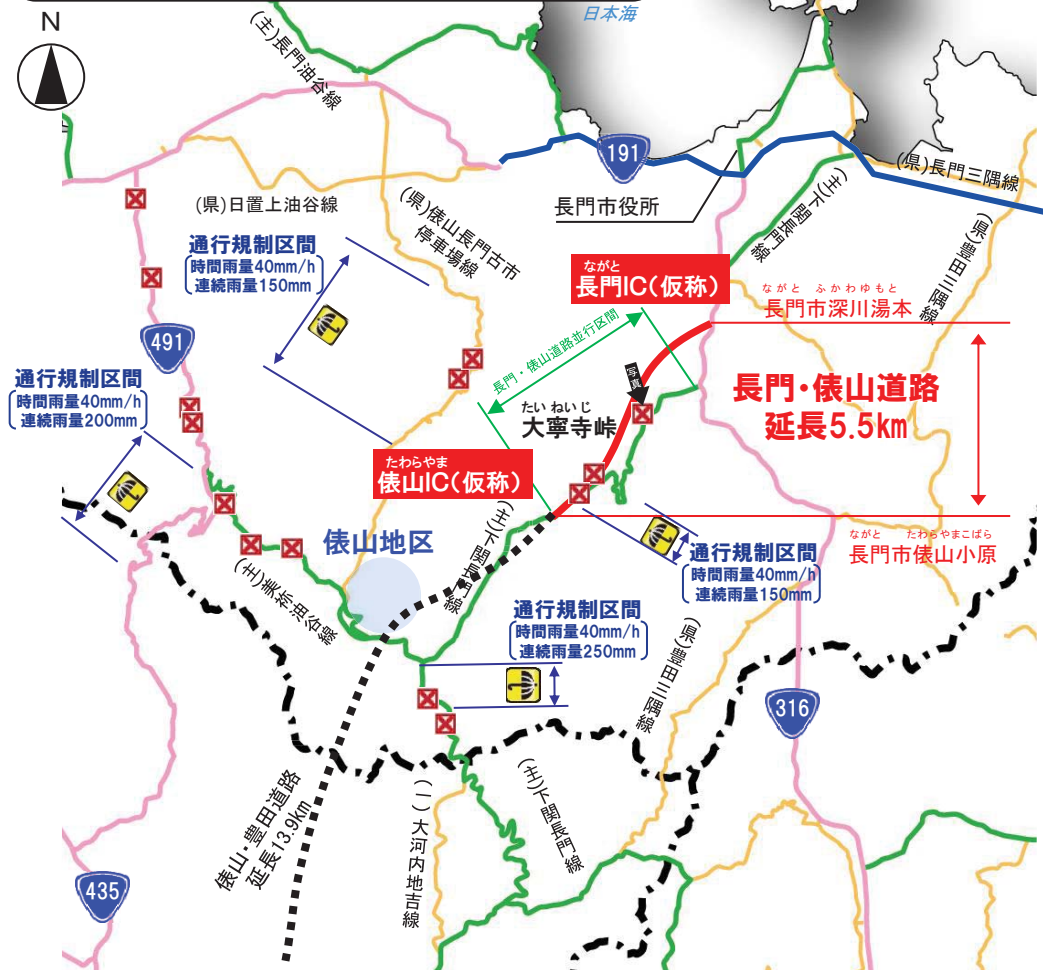 日本海
N
(主)長門油谷線
191
(県)長門三隅線
(県)日置上油谷線
(県)俵山長門古市
停車場線
長門市役所
(主)下関長門線
(県)豊田三隅線
通行規制区間
時間雨量40mm/h
連続雨量150mm
ながと
長門IC(仮称)
ながと ふかわゆもと
長門市深川湯本
491
長門・俵山道路並行区間
写真
通行規制区間
時間雨量40mm/h
連続雨量200mm
長門・俵山道路
延長5.5km
たいねいじ
大寧寺峠
たわらやま
俵山IC(仮称)
(主)下関長門線
俵山地区
ながと たわらやまこばら
長門市俵山小原
通行規制区間
時間雨量40mm/h
連続雨量150mm
(主)美祢油谷線
通行規制区間
時間雨量40mm/h
連続雨量250mm
(県)豊田三隅線
316
俵山・豊田道路
延長13.9km
(一)大河内地吉線
(主)下関長門線
435